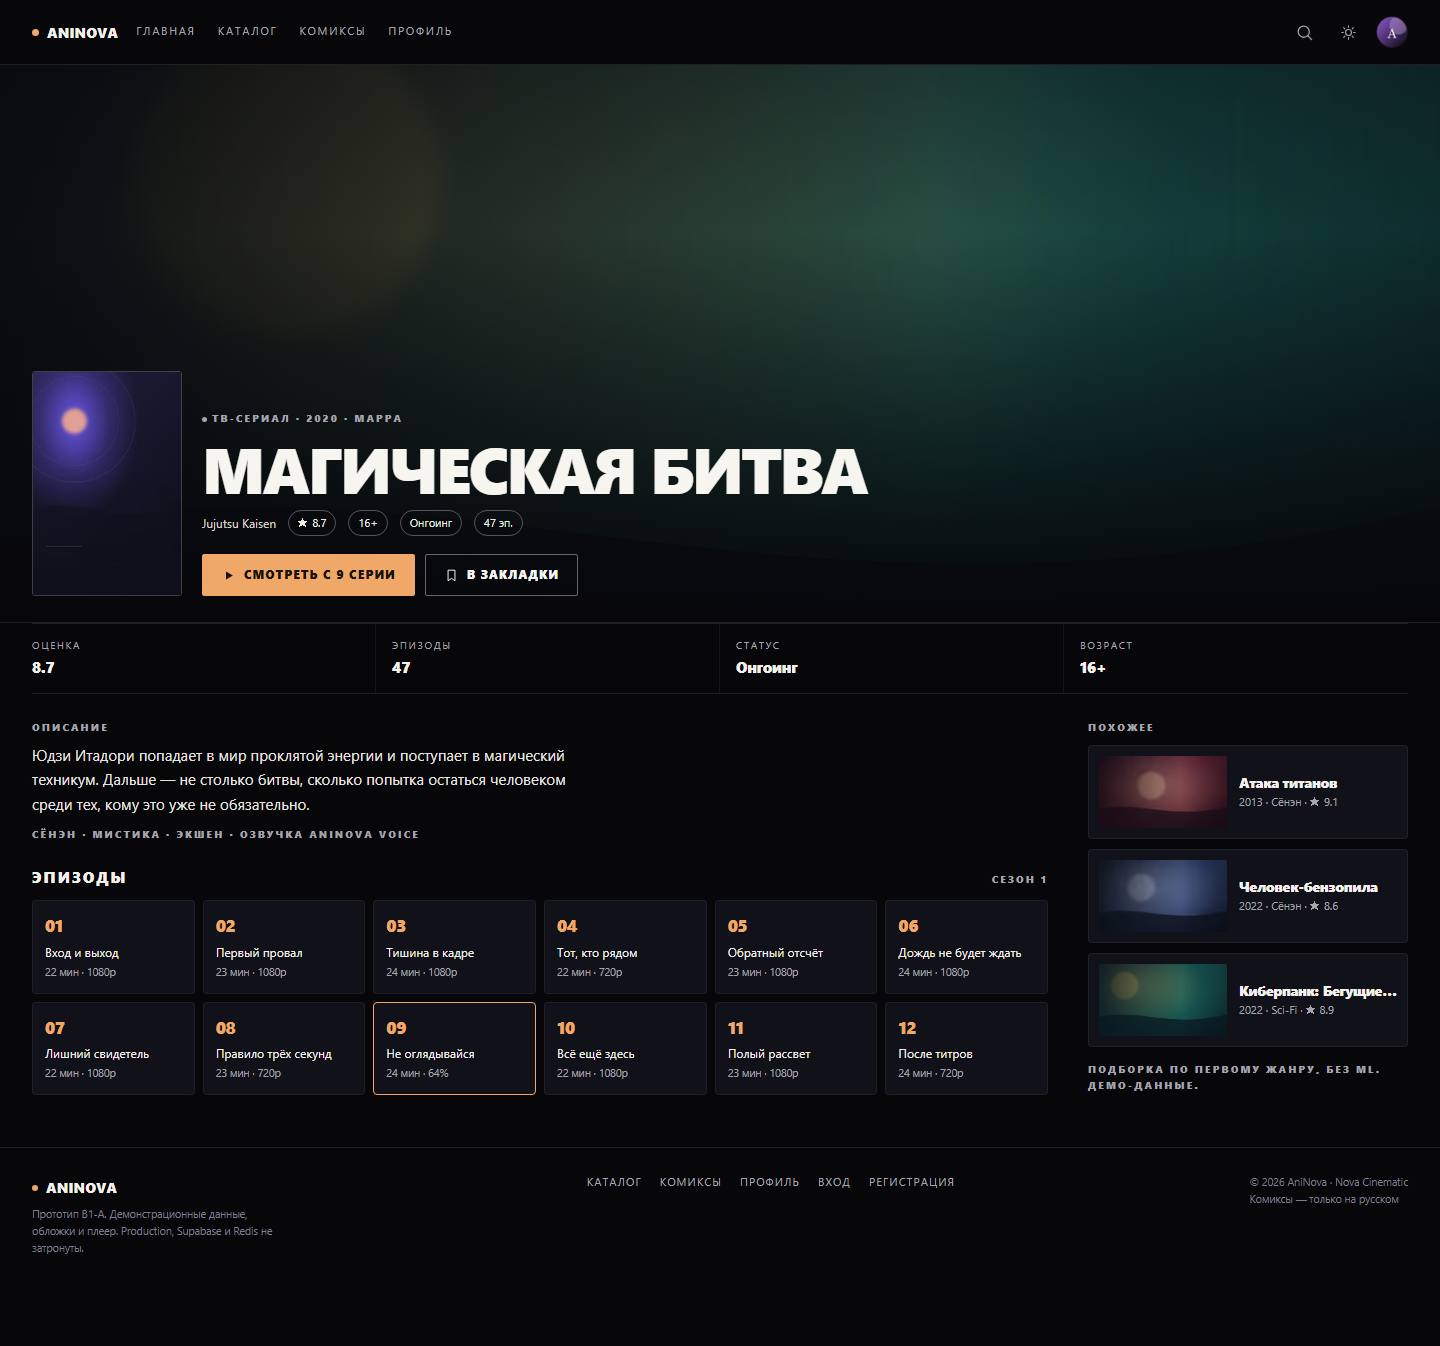 ANINOVA ГЛАВНАЯ КАТАЛОГ КОМИКСЫ ПРОФИЛЬ A
ТВ-СЕРИАЛ · 2020 · MAPPA
МАГИЧЕСКАЯ БИТВА
Jujutsu Kaisen ★ 8.7 16+ Онгоинг 47 эп.
СМОТРЕТЬ С 9 СЕРИИ В ЗАКЛАДКИ
ОЦЕНКА ЭПИЗОДЫ СТАТУС ВОЗРАСТ
8.7 47 Онгоинг 16+
ОПИСАНИЕ
Юдзи Итадори попадает в мир проклятой энергии и поступает в магический
техникум. Дальше — не столько битвы, сколько попытка остаться человеком
среди тех, кому это уже не обязательно.
СЁНЭН · МИСТИКА · ЭКШЕН · ОЗВУЧКА ANINOVA VOICE
ЭПИЗОДЫ СЕЗОН 1
01 02 03 04 05 06
Вход и выход Первый провал Тишина в кадре Тот, кто рядом Обратный отсчёт Дождь не будет ждать
22 мин · 1080p 23 мин · 1080p 24 мин · 1080p 22 мин · 720p 23 мин · 1080p 24 мин · 1080p
07 08 09 10 11 12
Лишний свидетель Правило трёх секунд Не оглядывайся Всё ещё здесь Полый рассвет После титров
22 мин · 1080p 23 мин · 720p 24 мин · 64% 22 мин · 1080p 23 мин · 1080p 24 мин · 720p
ПОХОЖЕЕ
Атака титанов
2013 · Сёнэн · ★ 9.1
Человек-бензопила
2022 · Сёнэн · ★ 8.6
Киберпанк: Бегущие...
2022 · Sci-Fi · ★ 8.9
ПОДБОРКА ПО ПЕРВОМУ ЖАНРУ, БЕЗ ML.
ДЕМО-ДАННЫЕ.
ANINOVA
Прототип B1-A. Демонстрационные данные,
обложки и плеер. Production, Supabase и Redis не
затронуты.
КАТАЛОГ КОМИКСЫ ПРОФИЛЬ ВХОД РЕГИСТРАЦИЯ
© 2026 AniNova · Nova Cinematic
Комиксы — только на русском